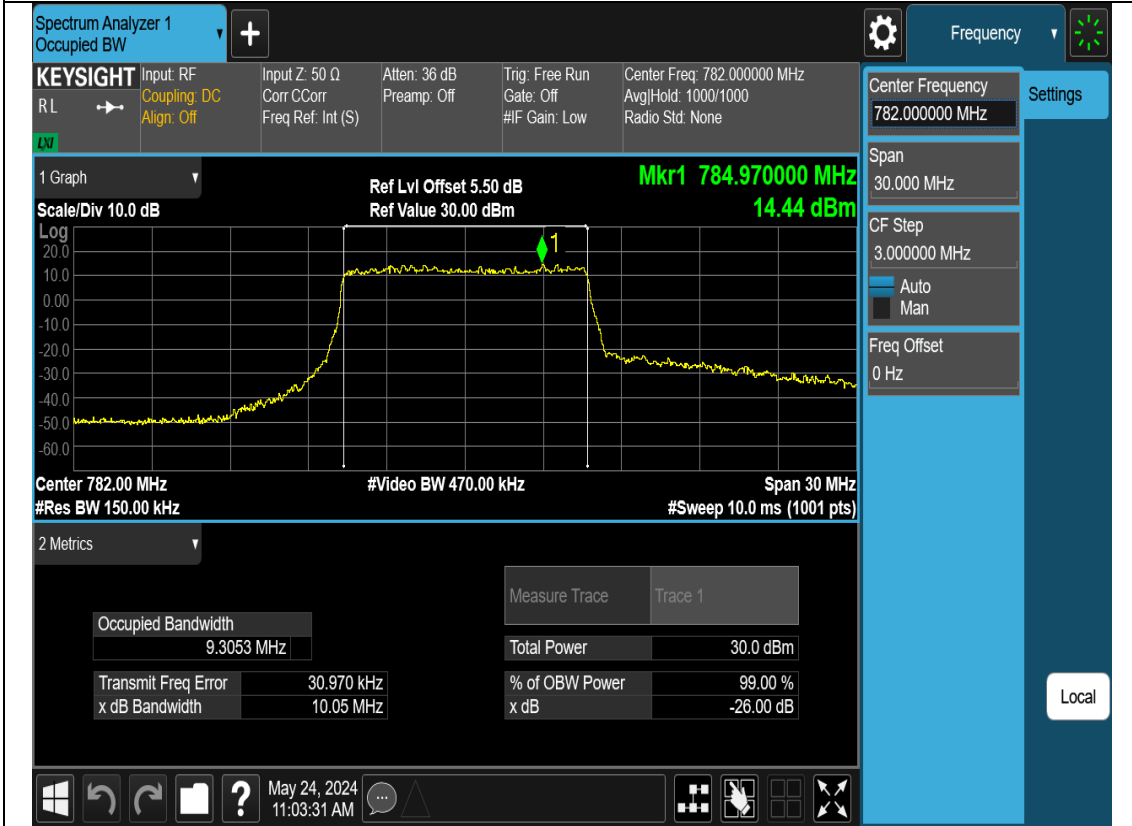 Spectrum Analyzer 1
Occupied BW
+
Frequency
KEYSIGHT
RL
LXI
Input: RF
Coupling: DC
Align: Off
Input Z: 50 Ω
Corr CCorr
Freq Ref: Int (S)
Atten: 36 dB
Preamp: Off
Trig: Free Run
Gate: Off
#IF Gain: Low
Center Freq: 782.000000 MHz
Avg|Hold: 1000/1000
Radio Std: None
Center Frequency
782.000000 MHz
Settings
Span
30.000 MHz
CF Step
3.000000 MHz
Auto
Man
Freq Offset
0 Hz
Local
1 Graph
Scale/Div 10.0 dB
Ref Lvl Offset 5.50 dB
Ref Value 30.00 dBm
Mkr1 784.970000 MHz
14.44 dBm
Log
20.0
10.0
0.00
-10.0
-20.0
-30.0
-40.0
-50.0
-60.0
1
Center 782.00 MHz
#Res BW 150.00 kHz
#Video BW 470.00 kHz
Span 30 MHz
#Sweep 10.0 ms (1001 pts)
2 Metrics
Measure Trace Trace 1
Occupied Bandwidth
9.3053 MHz
Total Power 30.0 dBm
Transmit Freq Error 30.970 kHz
% of OBW Power 99.00 %
x dB Bandwidth 10.05 MHz
x dB -26.00 dB
?
May 24, 2024
11:03:31 AM